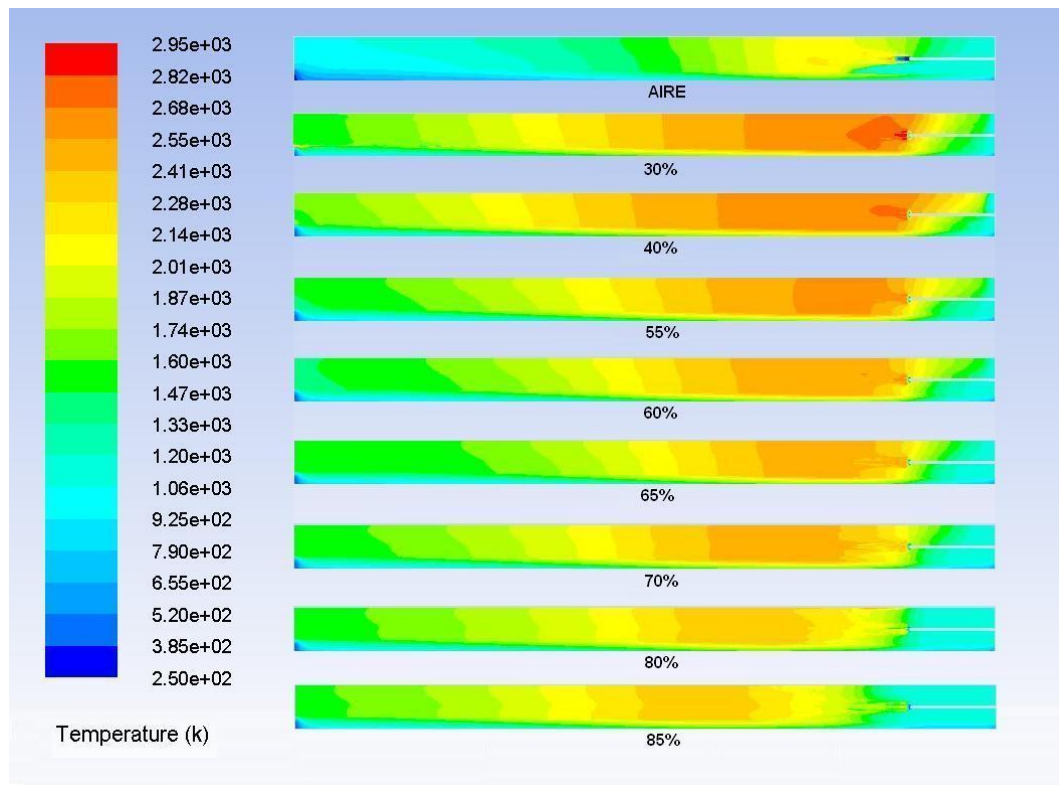 2.95e+03
2.82e+03
2.68e+03
2.55e+03
2.41e+03
2.28e+03
2.14e+03
2.01e+03
1.87e+03
1.74e+03
1.60e+03
1.47e+03
1.33e+03
1.20e+03
1.06e+03
9.25e+02
7.90e+02
6.55e+02
5.20e+02
3.85e+02
2.50e+02
Temperature (k)
AIRE
30%
40%
55%
60%
65%
70%
80%
85%